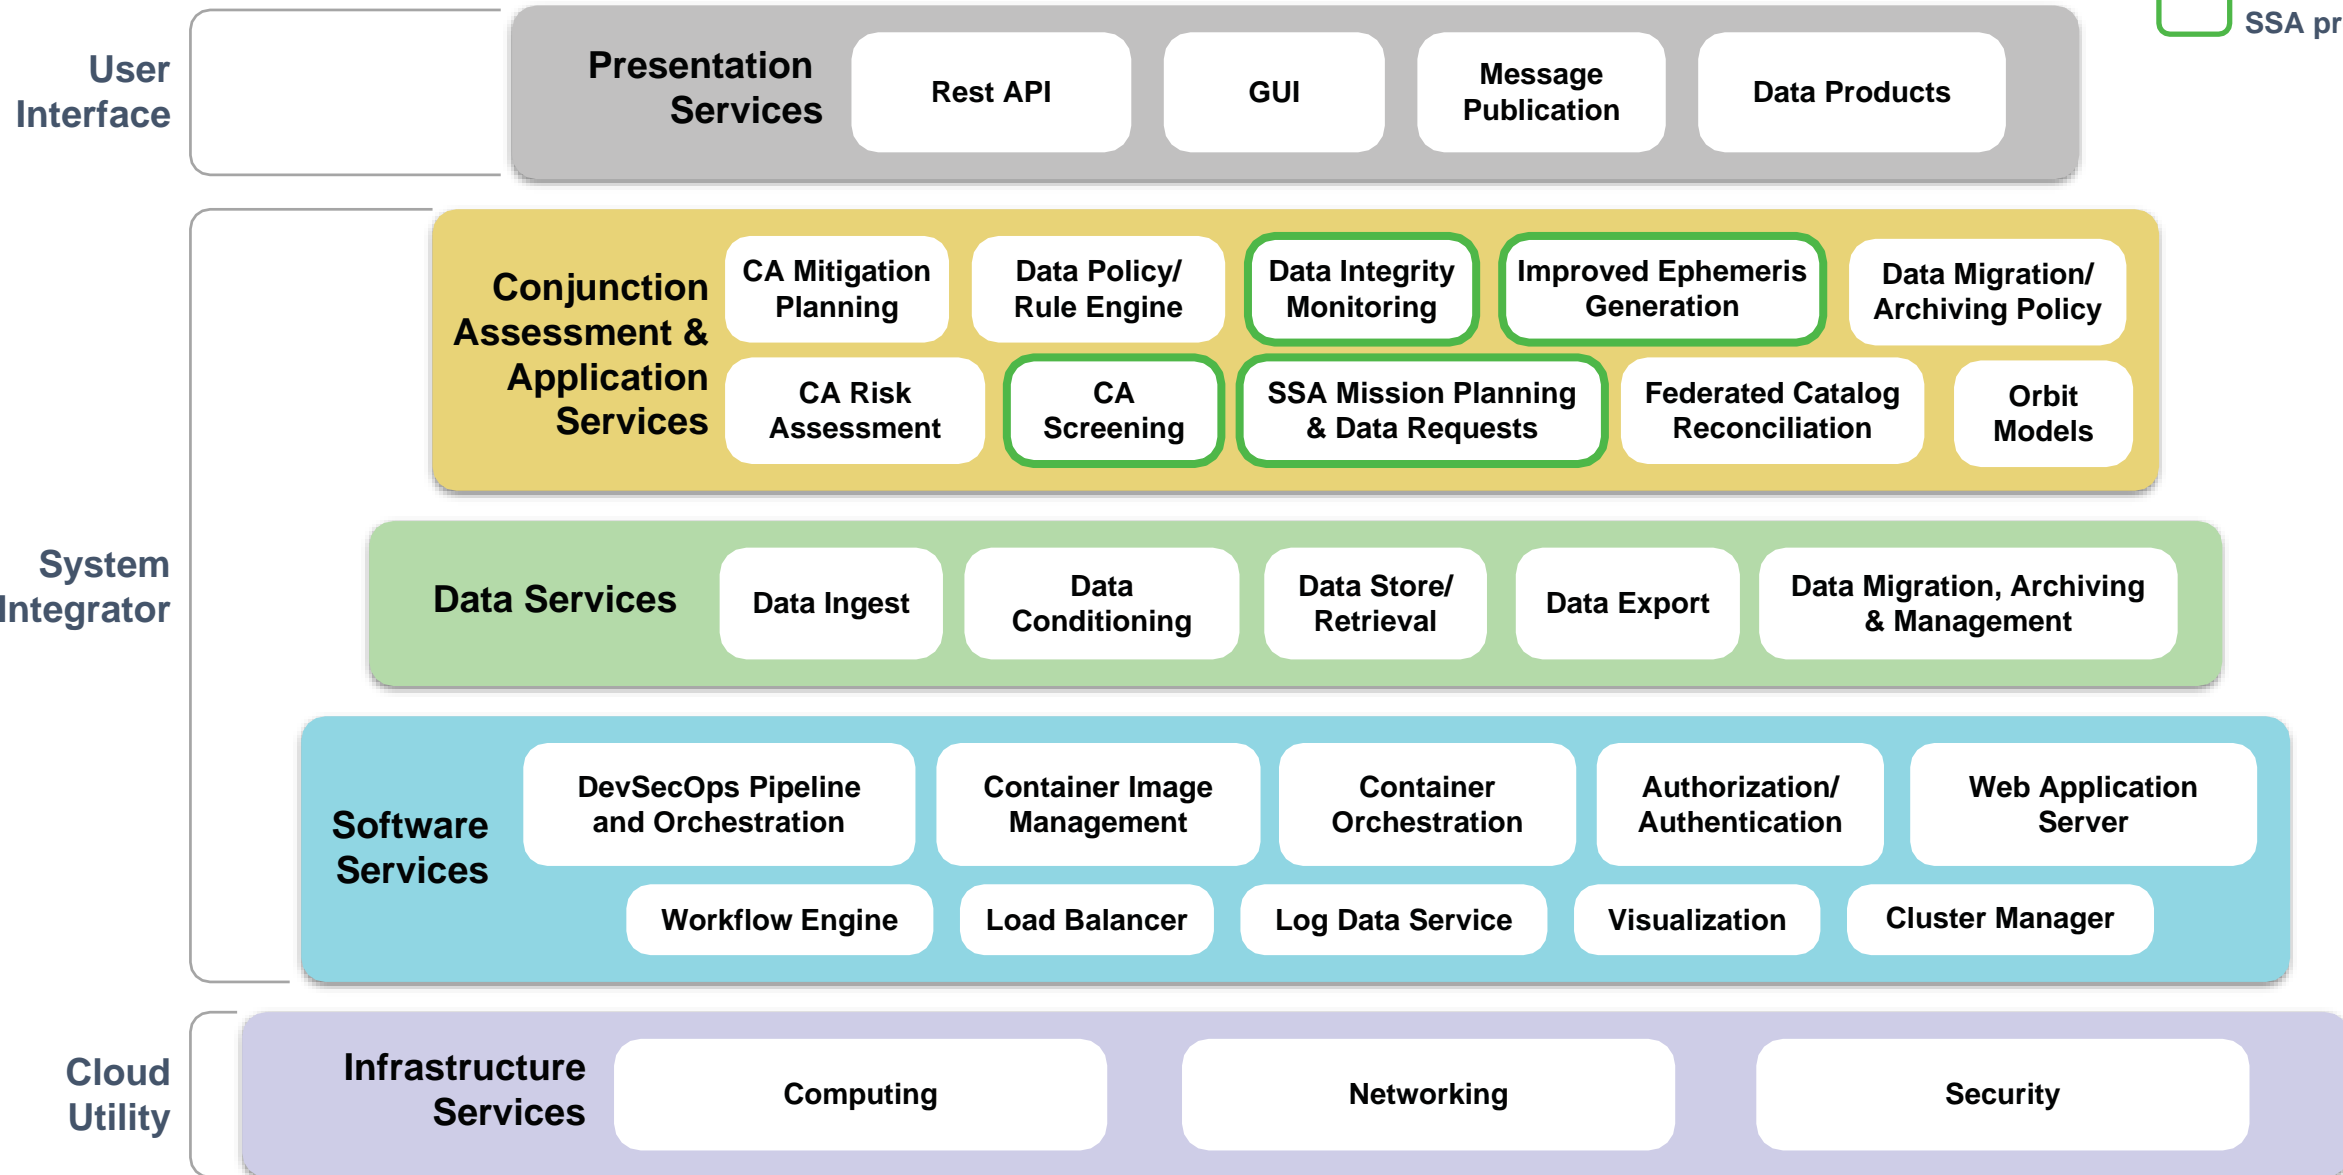 SSA
User
Interface
Presentation
Services
Rest API
GUI
Message
Publication
Data Products
System
Integrator
Conjunction
Assessment &
Application
Services
CA Mitigation
Planning
Data Policy/
Rule Engine
Data Integrity
Monitoring
Improved Ephemeris
Generation
Data Migration/
Archiving Policy
CA Risk
Assessment
CA
Screening
SSA Mission Planning
& Data Requests
Federated Catalog
Reconciliation
Orbit
Models
Data Services
Data Ingest
Data
Conditioning
Data Store/
Retrieval
Data Export
Data Migration, Archiving
& Management
Software
Services
DevSecOps Pipeline
and Orchestration
Container Image
Management
Container
Orchestration
Authorization/
Authentication
Web Application
Server
Workflow Engine
Load Balancer
Log Data Service
Visualization
Cluster Manager
Cloud
Utility
Infrastructure
Services
Computing
Networking
Security